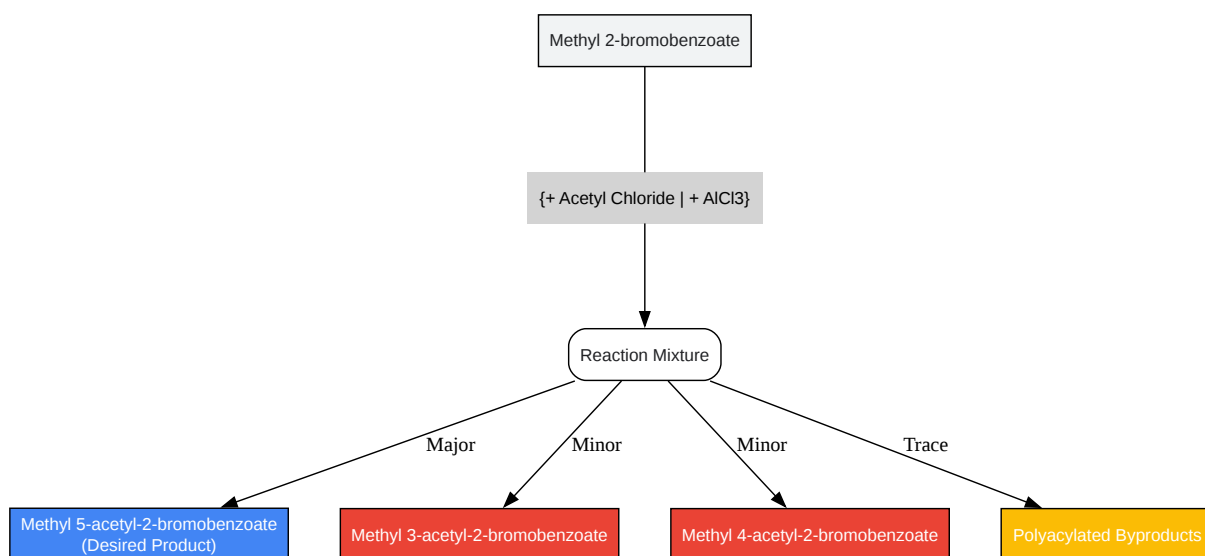 Methyl 2-bromobenzoate
{+ Acetyl Chloride | + AlCl3}
Reaction Mixture
Major
Minor
Minor
Trace
Methyl 5-acetyl-2-bromobenzoate
(Desired Product)
Methyl 3-acetyl-2-bromobenzoate
Methyl 4-acetyl-2-bromobenzoate
Polyacylated Byproducts